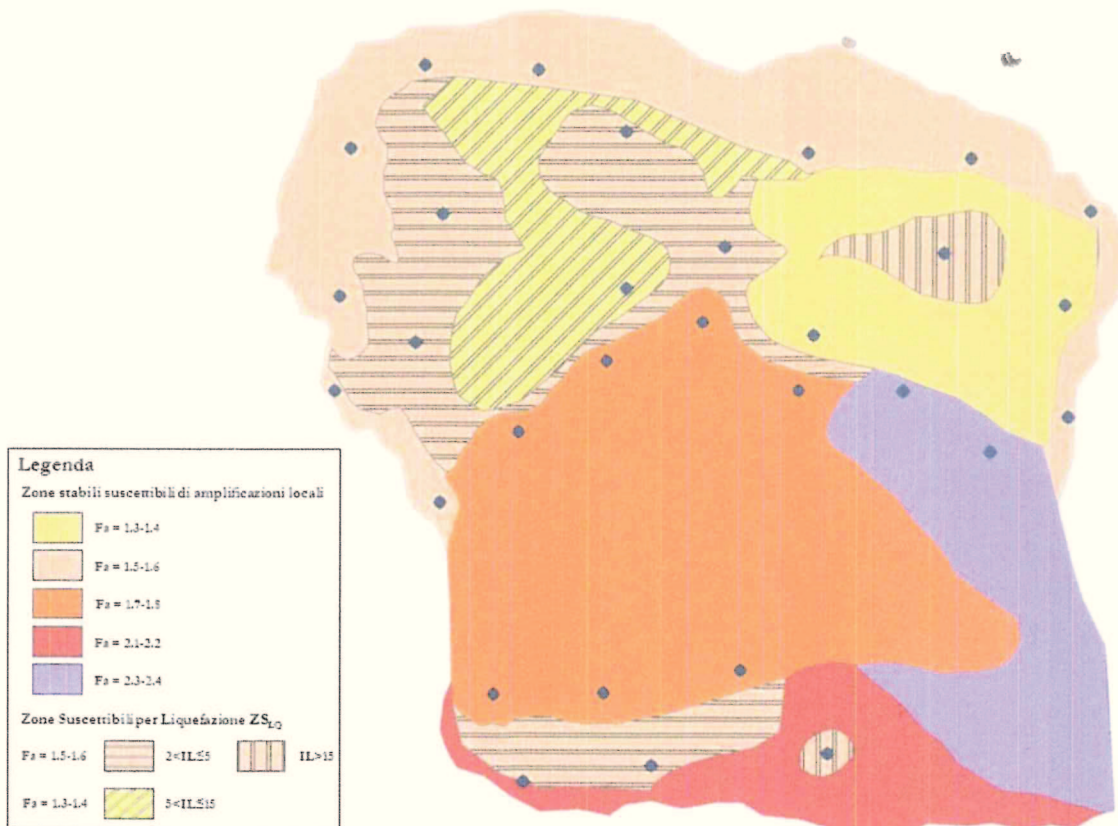 Legenda
Zone stabili suscettibili di amplificazioni locali
Fa = 1.3-1.4
Fa = 1.5-1.6
Fa = 1.7-1.8
Fa = 2.1-2.2
Fa = 2.3-2.4
Zone Suscettibili per Liquefazione ZS_LQ
Fa = 1.5-1.6 2<IL≤5 IL>15
Fa = 1.3-1.4 5<IL≤15